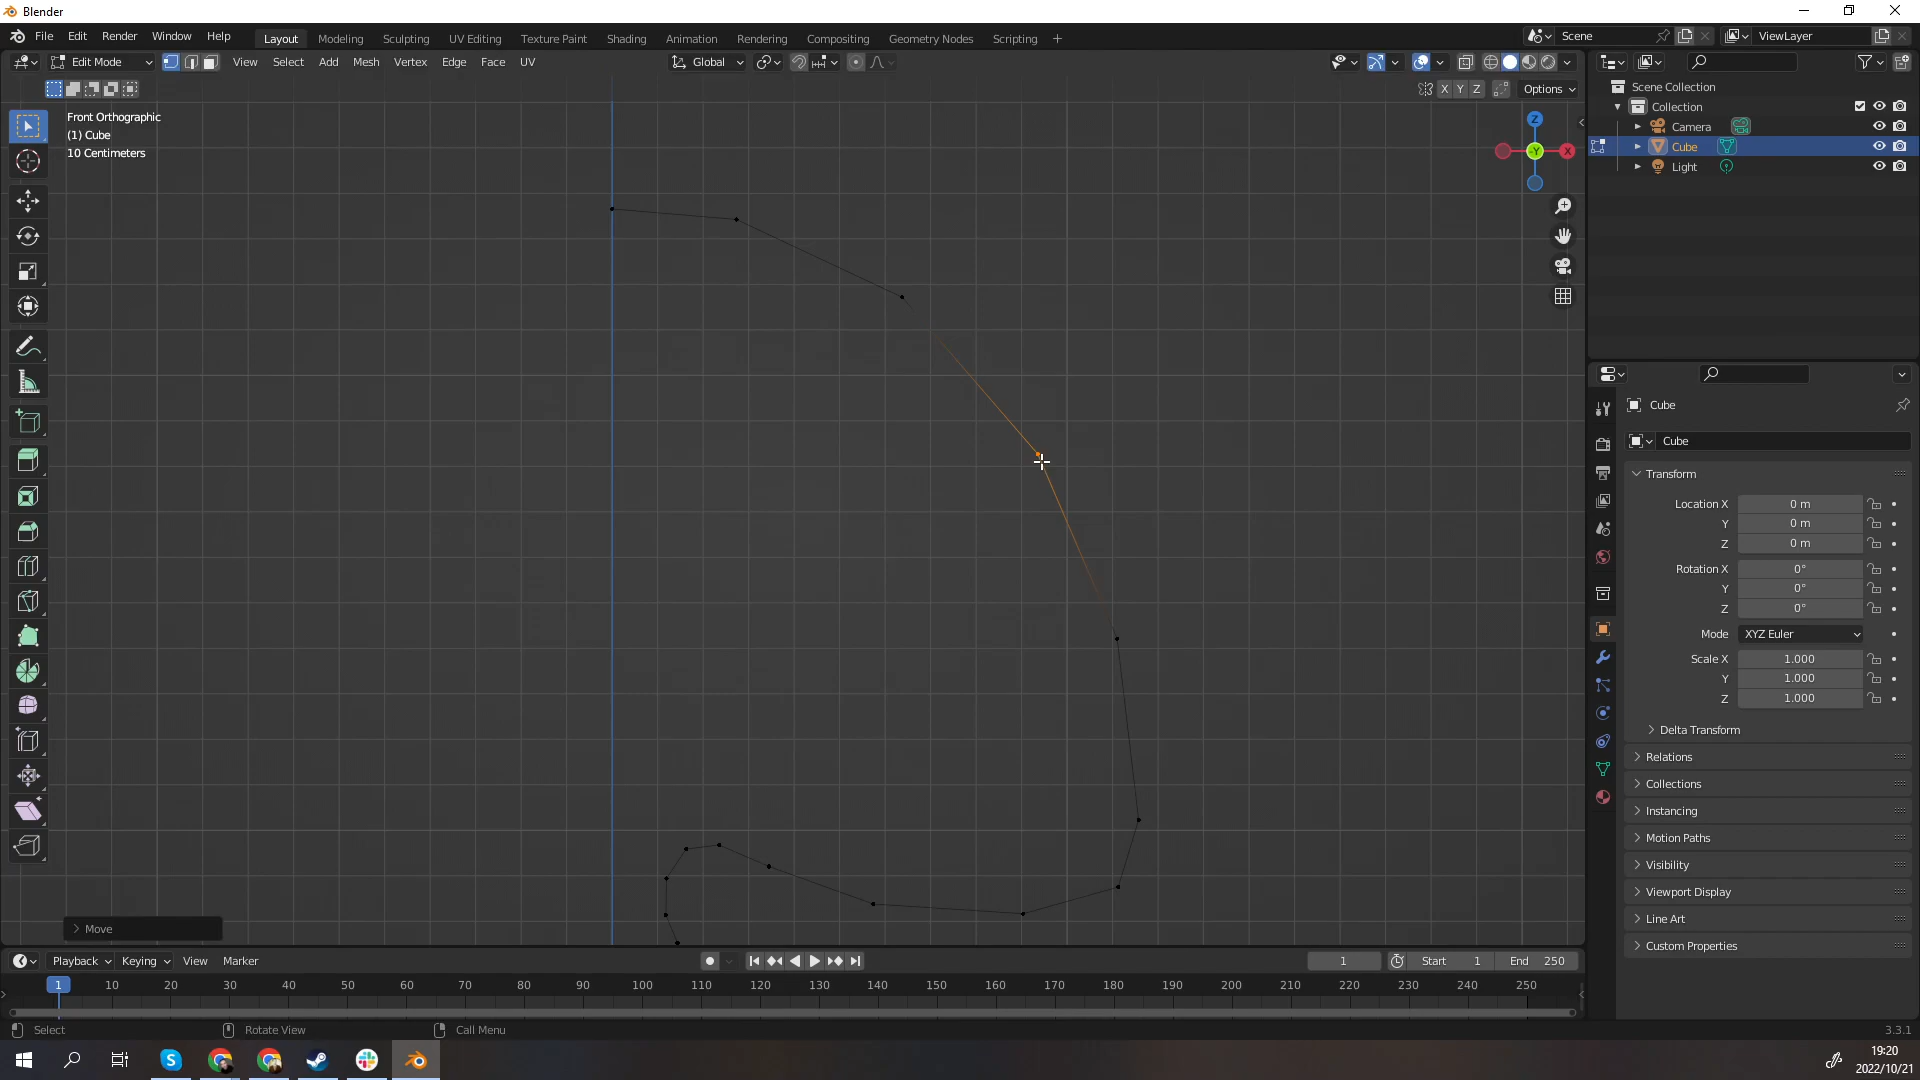 Blender
File Edit Render Window Help Layout Modeling Sculpting UV Editing Texture Paint Shading Animation Rendering Compositing Geometry Nodes Scripting + Scene ViewLayer
Edit Mode View Select Add Mesh Vertex Edge Face UV Global
X Y Z Options
Front Orthographic
(1) Cube
10 Centimeters
Z
-Y
X
Move
Scene Collection
Collection
Camera
Cube
Light
Cube
Cube
Transform
Location X 0 m
Y 0 m
Z 0 m
Rotation X 0°
Y 0°
Z 0°
Mode XYZ Euler
Scale X 1.000
Y 1.000
Z 1.000
Delta Transform
Relations
Collections
Instancing
Motion Paths
Visibility
Viewport Display
Line Art
Custom Properties
Playback Keying View Marker 1 Start 1 End 250
1 10 20 30 40 50 60 70 80 90 100 110 120 130 140 150 160 170 180 190 200 210 220 230 240 250
Select Rotate View Call Menu 3.3.1
S
19:20
2022/10/21